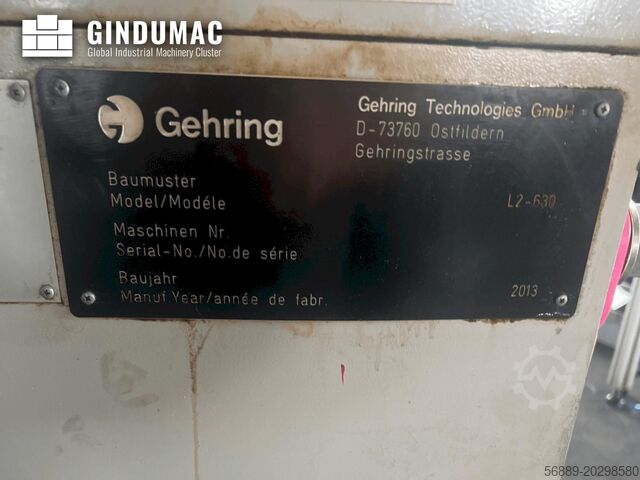 GINDUMAC
Global Industrial Machinery Cluster
Gehring
Gehring Technologies GmbH
D-73760 Ostfildern
Gehringstrasse
Baumuster
Model/Modéle
L2-630
Maschinen Nr.
Serial-No./No.de série
Baujahr
Manuf.Year/année de fabr.
2013
56889-20298580